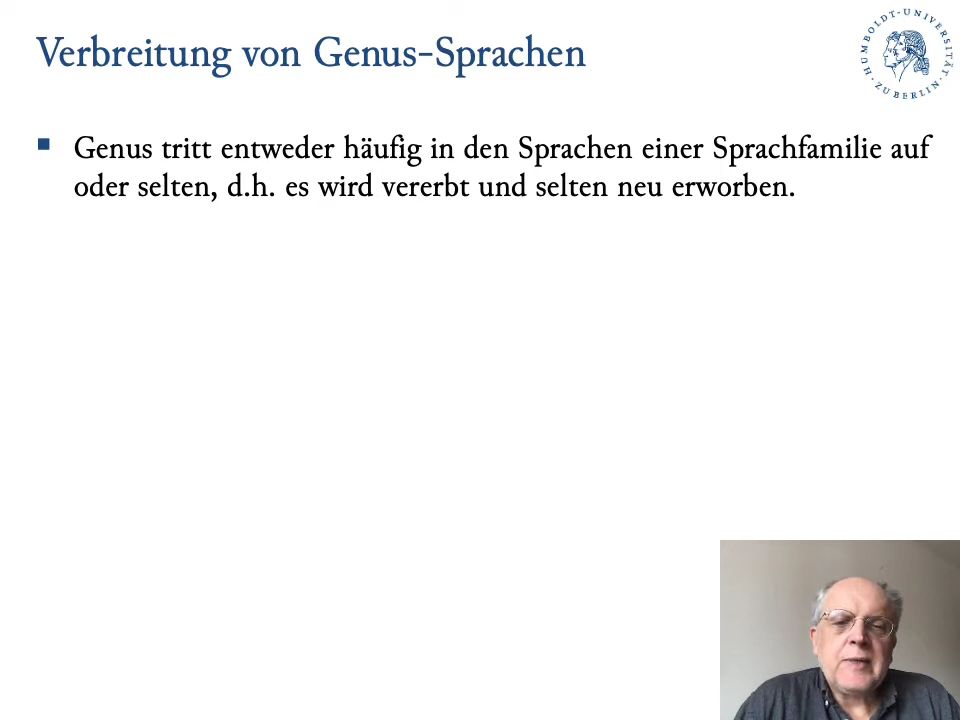 Verbreitung von Genus-Sprachen
HUMBOLDT-UNIVERSITÄT
ZU BERLIN
Genus tritt entweder häufig in den Sprachen einer Sprachfamilie auf
oder selten, d.h. es wird vererbt und selten neu erworben.